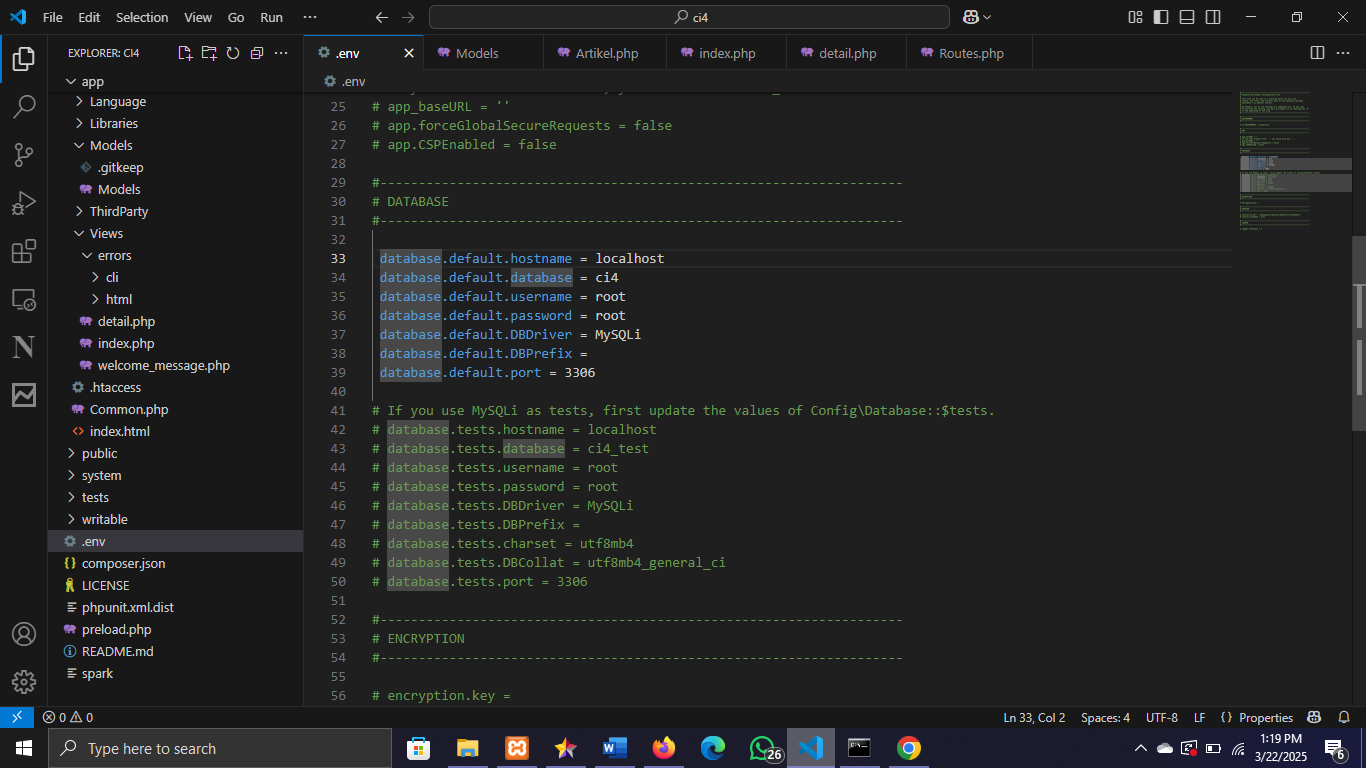 File Edit Selection View Go Run ···
ci4
EXPLORER: CI4
app
Language
Libraries
Models
.gitkeep
Models
ThirdParty
Views
errors
cli
html
detail.php
index.php
welcome_message.php
.htaccess
Common.php
index.html
public
system
tests
writable
.env
composer.json
LICENSE
phpunit.xml.dist
preload.php
README.md
spark
.env Models Artikel.php index.php detail.php Routes.php
.env
25 # app_baseURL = ''
26 # app.forceGlobalSecureRequests = false
27 # app.CSPEnabled = false
28
29 #--------------------------------------------------------------------
30 # DATABASE
31 #--------------------------------------------------------------------
32
33 database.default.hostname = localhost
34 database.default.database = ci4
35 database.default.username = root
36 database.default.password = root
37 database.default.DBDriver = MySQLi
38 database.default.DBPrefix =
39 database.default.port = 3306
40
41 # If you use MySQLi as tests, first update the values of Config\Database::$tests.
42 # database.tests.hostname = localhost
43 # database.tests.database = ci4_test
44 # database.tests.username = root
45 # database.tests.password = root
46 # database.tests.DBDriver = MySQLi
47 # database.tests.DBPrefix =
48 # database.tests.charset = utf8mb4
49 # database.tests.DBCollat = utf8mb4_general_ci
50 # database.tests.port = 3306
51
52 #--------------------------------------------------------------------
53 # ENCRYPTION
54 #--------------------------------------------------------------------
55
56 # encryption.key =
0 0 Ln 33, Col 2 Spaces: 4 UTF-8 LF {} Properties
Type here to search
26
1:19 PM
3/22/2025
6